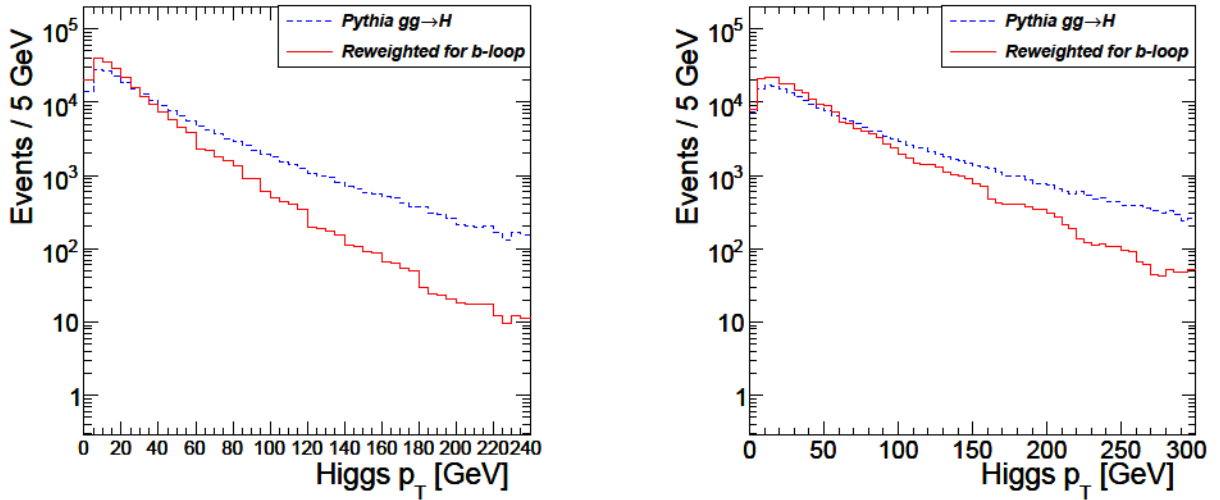 10⁵
10⁴
10³
10²
10
1
Events / 5 GeV
Pythia gg→H
Reweighted for b-loop
0 20 40 60 80 100 120 140 160 180 200 220 240
Higgs p_T [GeV]
10⁵
10⁴
10³
10²
10
1
Events / 5 GeV
Pythia gg→H
Reweighted for b-loop
0 50 100 150 200 250 300
Higgs p_T [GeV]